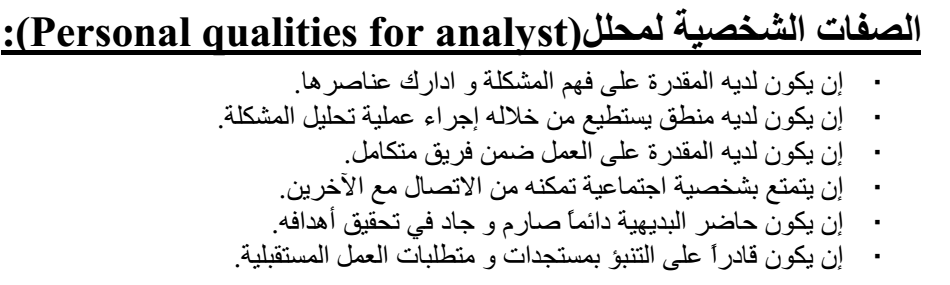 الصفات الشخصية لمحلل(Personal qualities for analyst):
▪ إن يكون لديه المقدرة على فهم المشكلة و ادارك عناصرها.
▪ إن يكون لديه منطق يستطيع من خلاله إجراء عملية تحليل المشكلة.
▪ إن يكون لديه المقدرة على العمل ضمن فريق متكامل.
▪ إن يتمتع بشخصية اجتماعية تمكنه من الاتصال مع الآخرين.
▪ إن يكون حاضر البديهية دائماً صارم و جاد في تحقيق أهدافه.
▪ إن يكون قادراً على التنبؤ بمستجدات و متطلبات العمل المستقبلية.